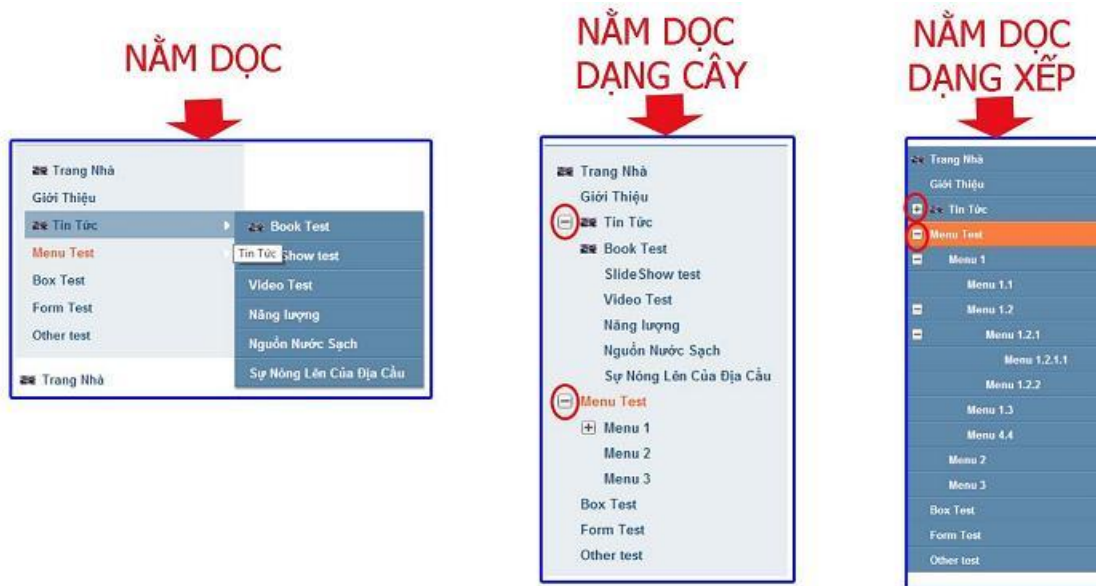 NẰM DỌC
Trang Nhà
Giới Thiệu
Tin Tức
Menu Test
Box Test
Form Test
Other test
Trang Nhà
Book Test
Tin Tức
Show test
Video Test
Năng lượng
Nguồn Nước Sạch
Sự Nóng Lên Của Địa Cầu
NẰM DỌC
DẠNG CÂY
Trang Nhà
Giới Thiệu
Tin Tức
Book Test
SlideShow test
Video Test
Năng lượng
Nguồn Nước Sạch
Sự Nóng Lên Của Địa Cầu
Menu Test
Menu 1
Menu 2
Menu 3
Box Test
Form Test
Other test
NẰM DỌC
DẠNG XẾP
Trang Nhà
Giới Thiệu
Tin Tức
Menu Test
Menu 1
Menu 1.1
Menu 1.2
Menu 1.2.1
Menu 1.2.1.1
Menu 1.2.2
Menu 1.3
Menu 4.4
Menu 2
Menu 3
Box Test
Form Test
Other test